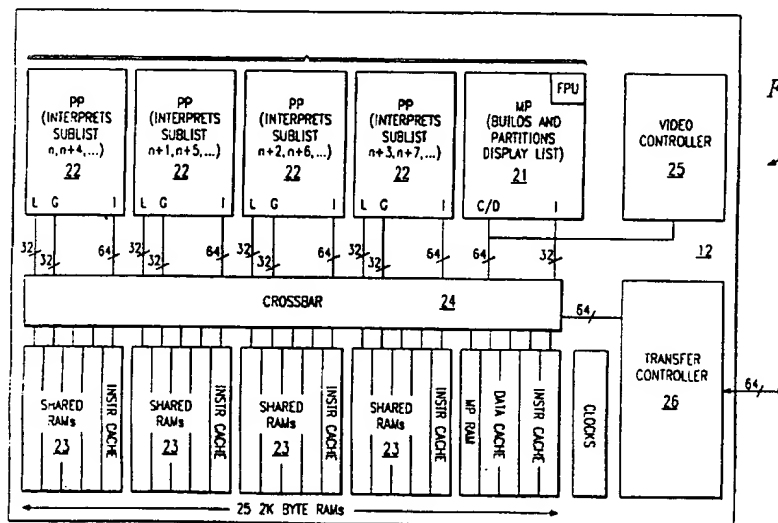 PP
(INTERPRETS
SUBLIST
n, n+4, ...)
22
L G I
PP
(INTERPRETS
SUBLIST
n+1, n+5, ...)
22
L G I
PP
(INTERPRETS
SUBLIST
n+2, n+6, ...)
22
L G I
PP
(INTERPRETS
SUBLIST
n+3, n+7, ...)
22
L G I
FPU
MP
(BUILDS AND
PARTITIONS
DISPLAY LIST)
21
C/D I
VIDEO
CONTROLLER
25
F
32 32 64 32 32 64 32 32 64 32 32 64 64 32
12
CROSSBAR 24
64
SHARED
RAMs
23
INSTR CACHE
SHARED
RAMs
23
INSTR CACHE
SHARED
RAMs
23
INSTR CACHE
SHARED
RAMs
23
INSTR CACHE
MP RAM
DATA CACHE
INSTR CACHE
CLOCKS
TRANSFER
CONTROLLER
26
64
25 2K BYTE RAMs